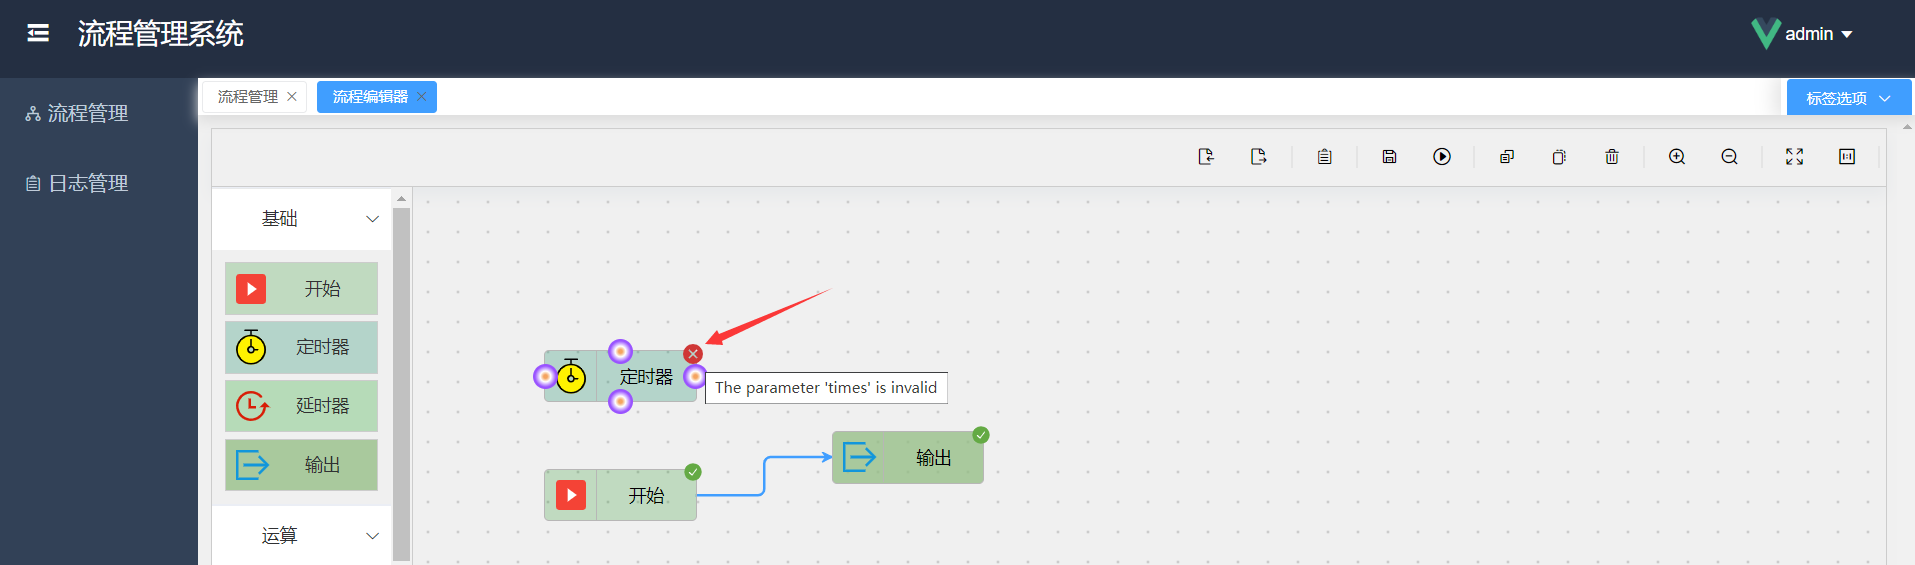 流程管理系统
admin
流程管理
日志管理
流程管理
流程编辑器
标签选项
基础
开始
定时器
延时器
输出
运算
定时器
The parameter 'times' is invalid
输出
开始